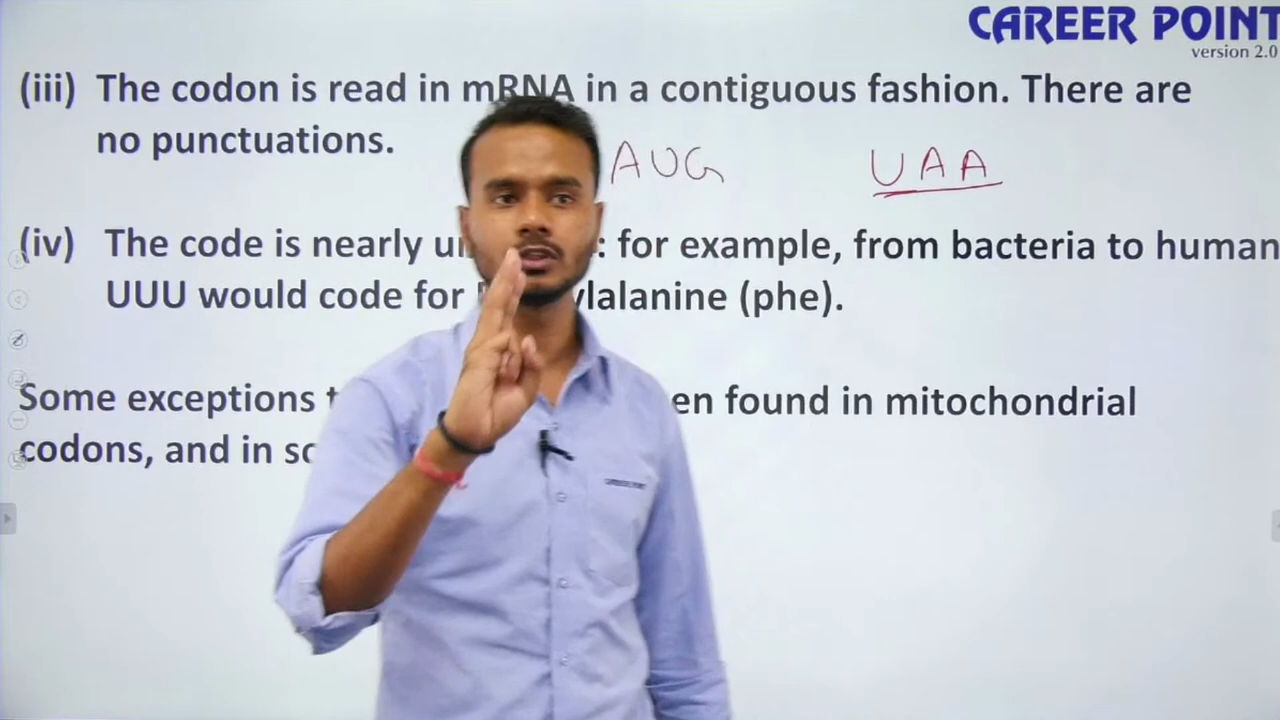 CAREER POINT
version 2.0
(iii) The codon is read in mRNA in a contiguous fashion. There are
no punctuations.
AUG UAA
(iv) The code is nearly : for example, from bacteria to human
UUU would code for (phe).
Some exceptions found in mitochondrial
codons, and in
CAREER POINT